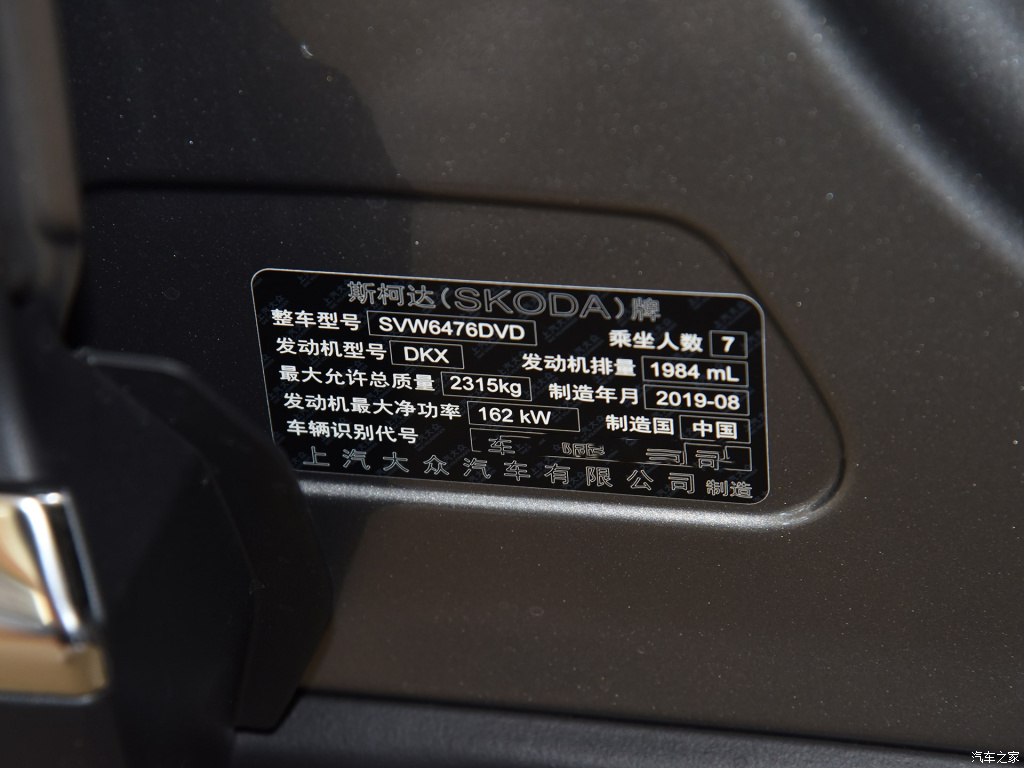 斯柯达(SKODA)牌
整车型号 SVW6476DVD 乘坐人数 7
发动机型号 DKX 发动机排量 1984 mL
最大允许总质量 2315kg 制造年月 2019-08
发动机最大净功率 162 kW 制造国 中国
车辆识别代号
上汽大众汽车有限公司 制造
汽车之家